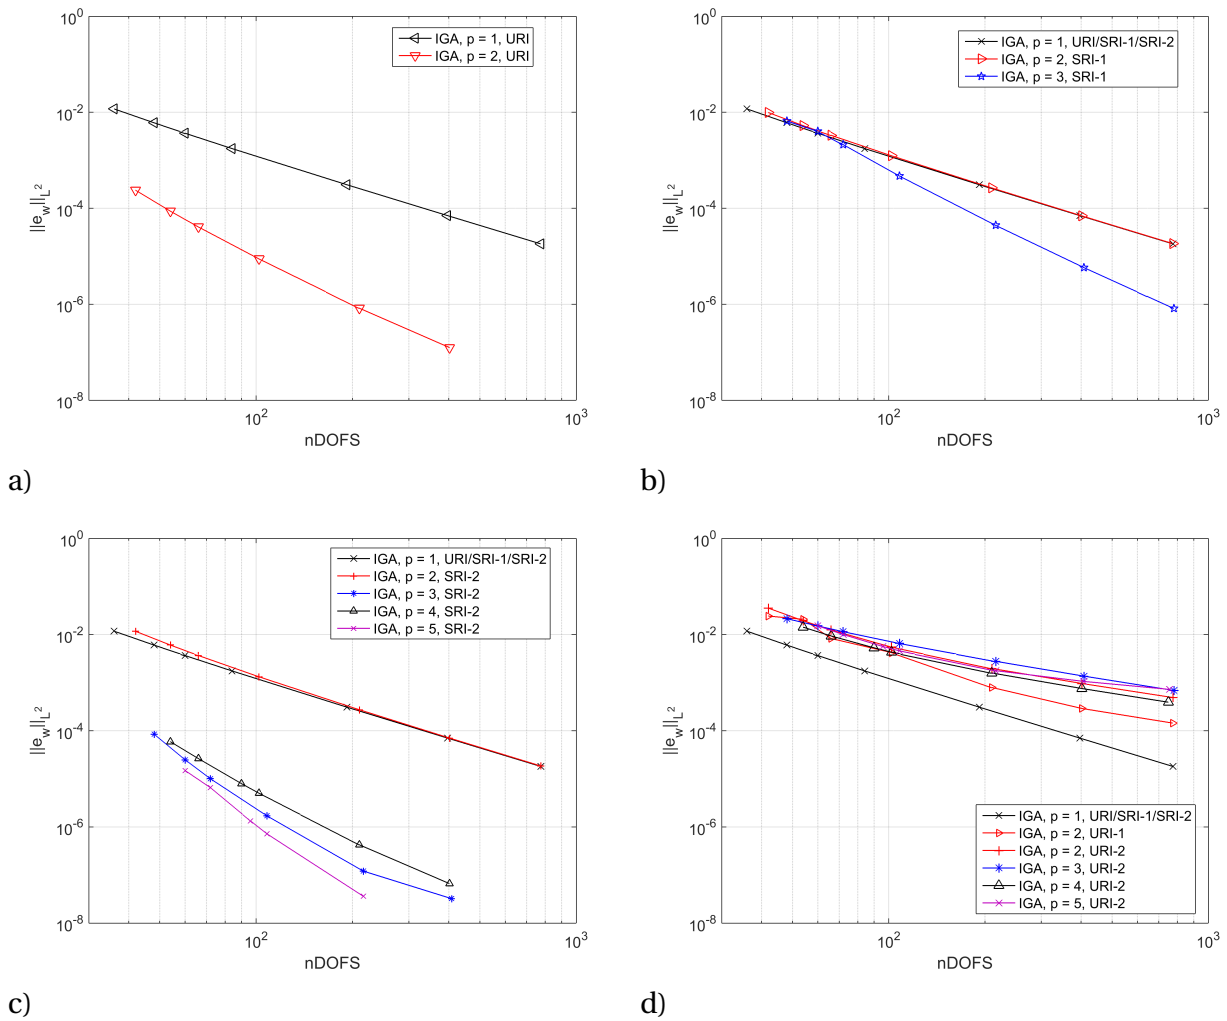 10^0
10^-2
10^-4
10^-6
10^-8
||e_w||_L^2
10^2
10^3
nDOFS
IGA, p = 1, URI
IGA, p = 2, URI
a)
10^0
10^-2
10^-4
10^-6
10^-8
||e_w||_L^2
10^2
10^3
nDOFS
IGA, p = 1, URI/SRI-1/SRI-2
IGA, p = 2, SRI-1
IGA, p = 3, SRI-1
b)
10^0
10^-2
10^-4
10^-6
10^-8
||e_w||_L^2
10^2
10^3
nDOFS
IGA, p = 1, URI/SRI-1/SRI-2
IGA, p = 2, SRI-2
IGA, p = 3, SRI-2
IGA, p = 4, SRI-2
IGA, p = 5, SRI-2
c)
10^0
10^-2
10^-4
10^-6
10^-8
||e_w||_L^2
10^2
10^3
nDOFS
IGA, p = 1, URI/SRI-1/SRI-2
IGA, p = 2, URI-1
IGA, p = 2, URI-2
IGA, p = 3, URI-2
IGA, p = 4, URI-2
IGA, p = 5, URI-2
d)